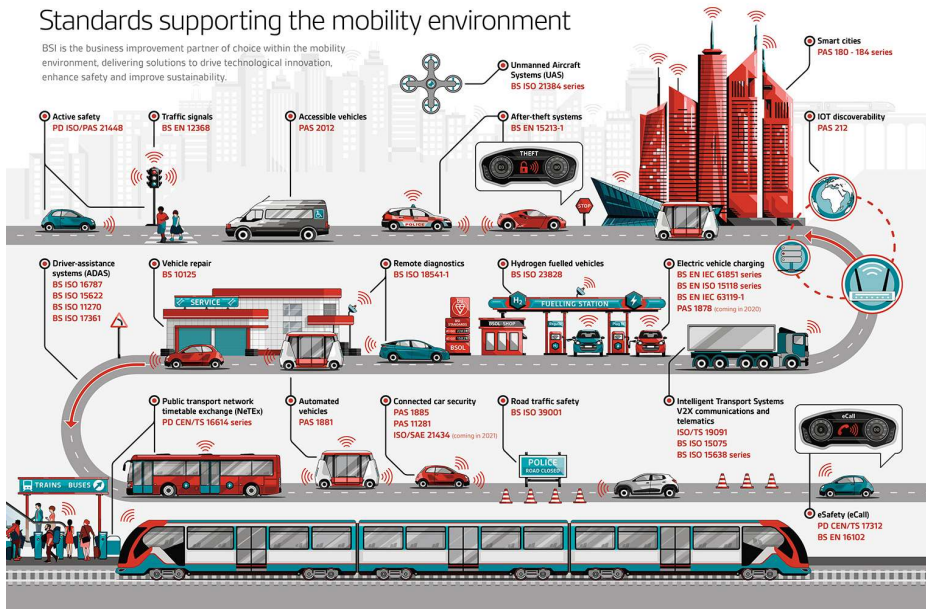 Standards supporting the mobility environment
BSI is the business improvement partner of choice within the mobility
environment, delivering solutions to drive technological innovation,
enhance safety and improve sustainability.
Unmanned Aircraft
Systems (UAS)
BS ISO 21384 series
Smart cities
PAS 180 - 184 series
Active safety
PD ISO/PAS 21448
Traffic signals
BS EN 12368
Accessible vehicles
PAS 2012
After-theft systems
BS EN 15213-1
IOT discoverability
PAS 212
THEFT
STOP
POLICE
Driver-assistance
systems (ADAS)
BS ISO 16787
BS ISO 15622
BS ISO 11270
BS ISO 17361
Vehicle repair
BS 10125
Remote diagnostics
BS ISO 18541-1
Hydrogen fuelled vehicles
BS ISO 23828
Electric vehicle charging
BS EN IEC 61851 series
BS EN ISO 15118 series
BS EN IEC 63119-1
PAS 1878 (coming in 2020)
SERVICE
H2
FUELLING STATION
BSOL SHOP
BSOL
Public transport network
timetable exchange (NeTEx)
PD CEN/TS 16614 series
Automated
vehicles
PAS 1881
Connected car security
PAS 1885
PAS 11281
ISO/SAE 21434 (coming in 2021)
Road traffic safety
BS ISO 39001
Intelligent Transport Systems
V2X communications and
telematics
ISO/TS 19091
BS ISO 15075
BS ISO 15638 series
eCall
POLICE
ROAD CLOSED
TRAINS BUSES
eSafety (eCall)
PD CEN/TS 17312
BS EN 16102